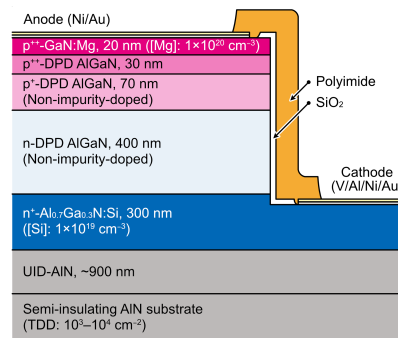 Anode (Ni/Au)
p⁺⁺-GaN:Mg, 20 nm ([Mg]: 1×10²⁰ cm⁻³)
p⁺⁺-DPD AlGaN, 30 nm
p⁺-DPD AlGaN, 70 nm
(Non-impurity-doped)
Polyimide
SiO₂
n-DPD AlGaN, 400 nm
(Non-impurity-doped)
Cathode
(V/Al/Ni/Au
n⁺-Al₀.₇Ga₀.₃N:Si, 300 nm
([Si]: 1×10¹⁹ cm⁻³)
UID-AlN, ~900 nm
Semi-insulating AlN substrate
(TDD: 10³–10⁴ cm⁻²)